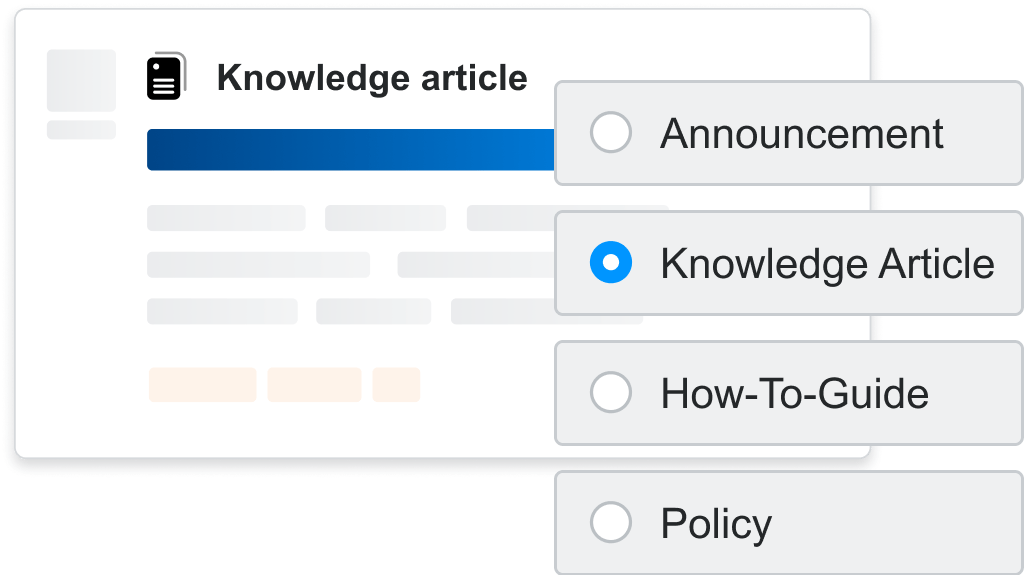 Knowledge article
Announcement
Knowledge Article
How-To-Guide
Policy